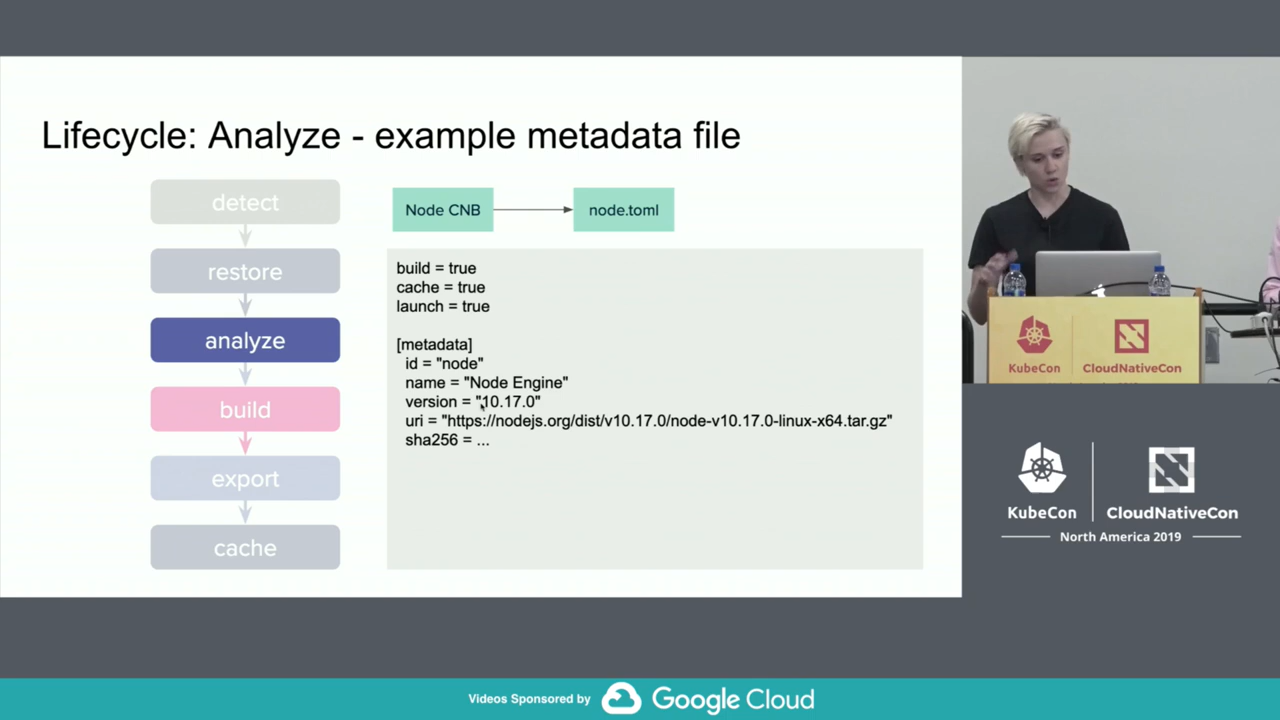 Lifecycle: Analyze - example metadata file
detect
restore
analyze
build
export
cache
Node CNB
node.toml
build = true
cache = true
launch = true
[metadata]
id = "node"
name = "Node Engine"
version = "10.17.0"
uri = "https://nodejs.org/dist/v10.17.0/node-v10.17.0-linux-x64.tar.gz"
sha256 = ...
KubeCon
CloudNativeCon
KubeCon
CloudNativeCon
North America 2019
Videos Sponsored by
Google Cloud